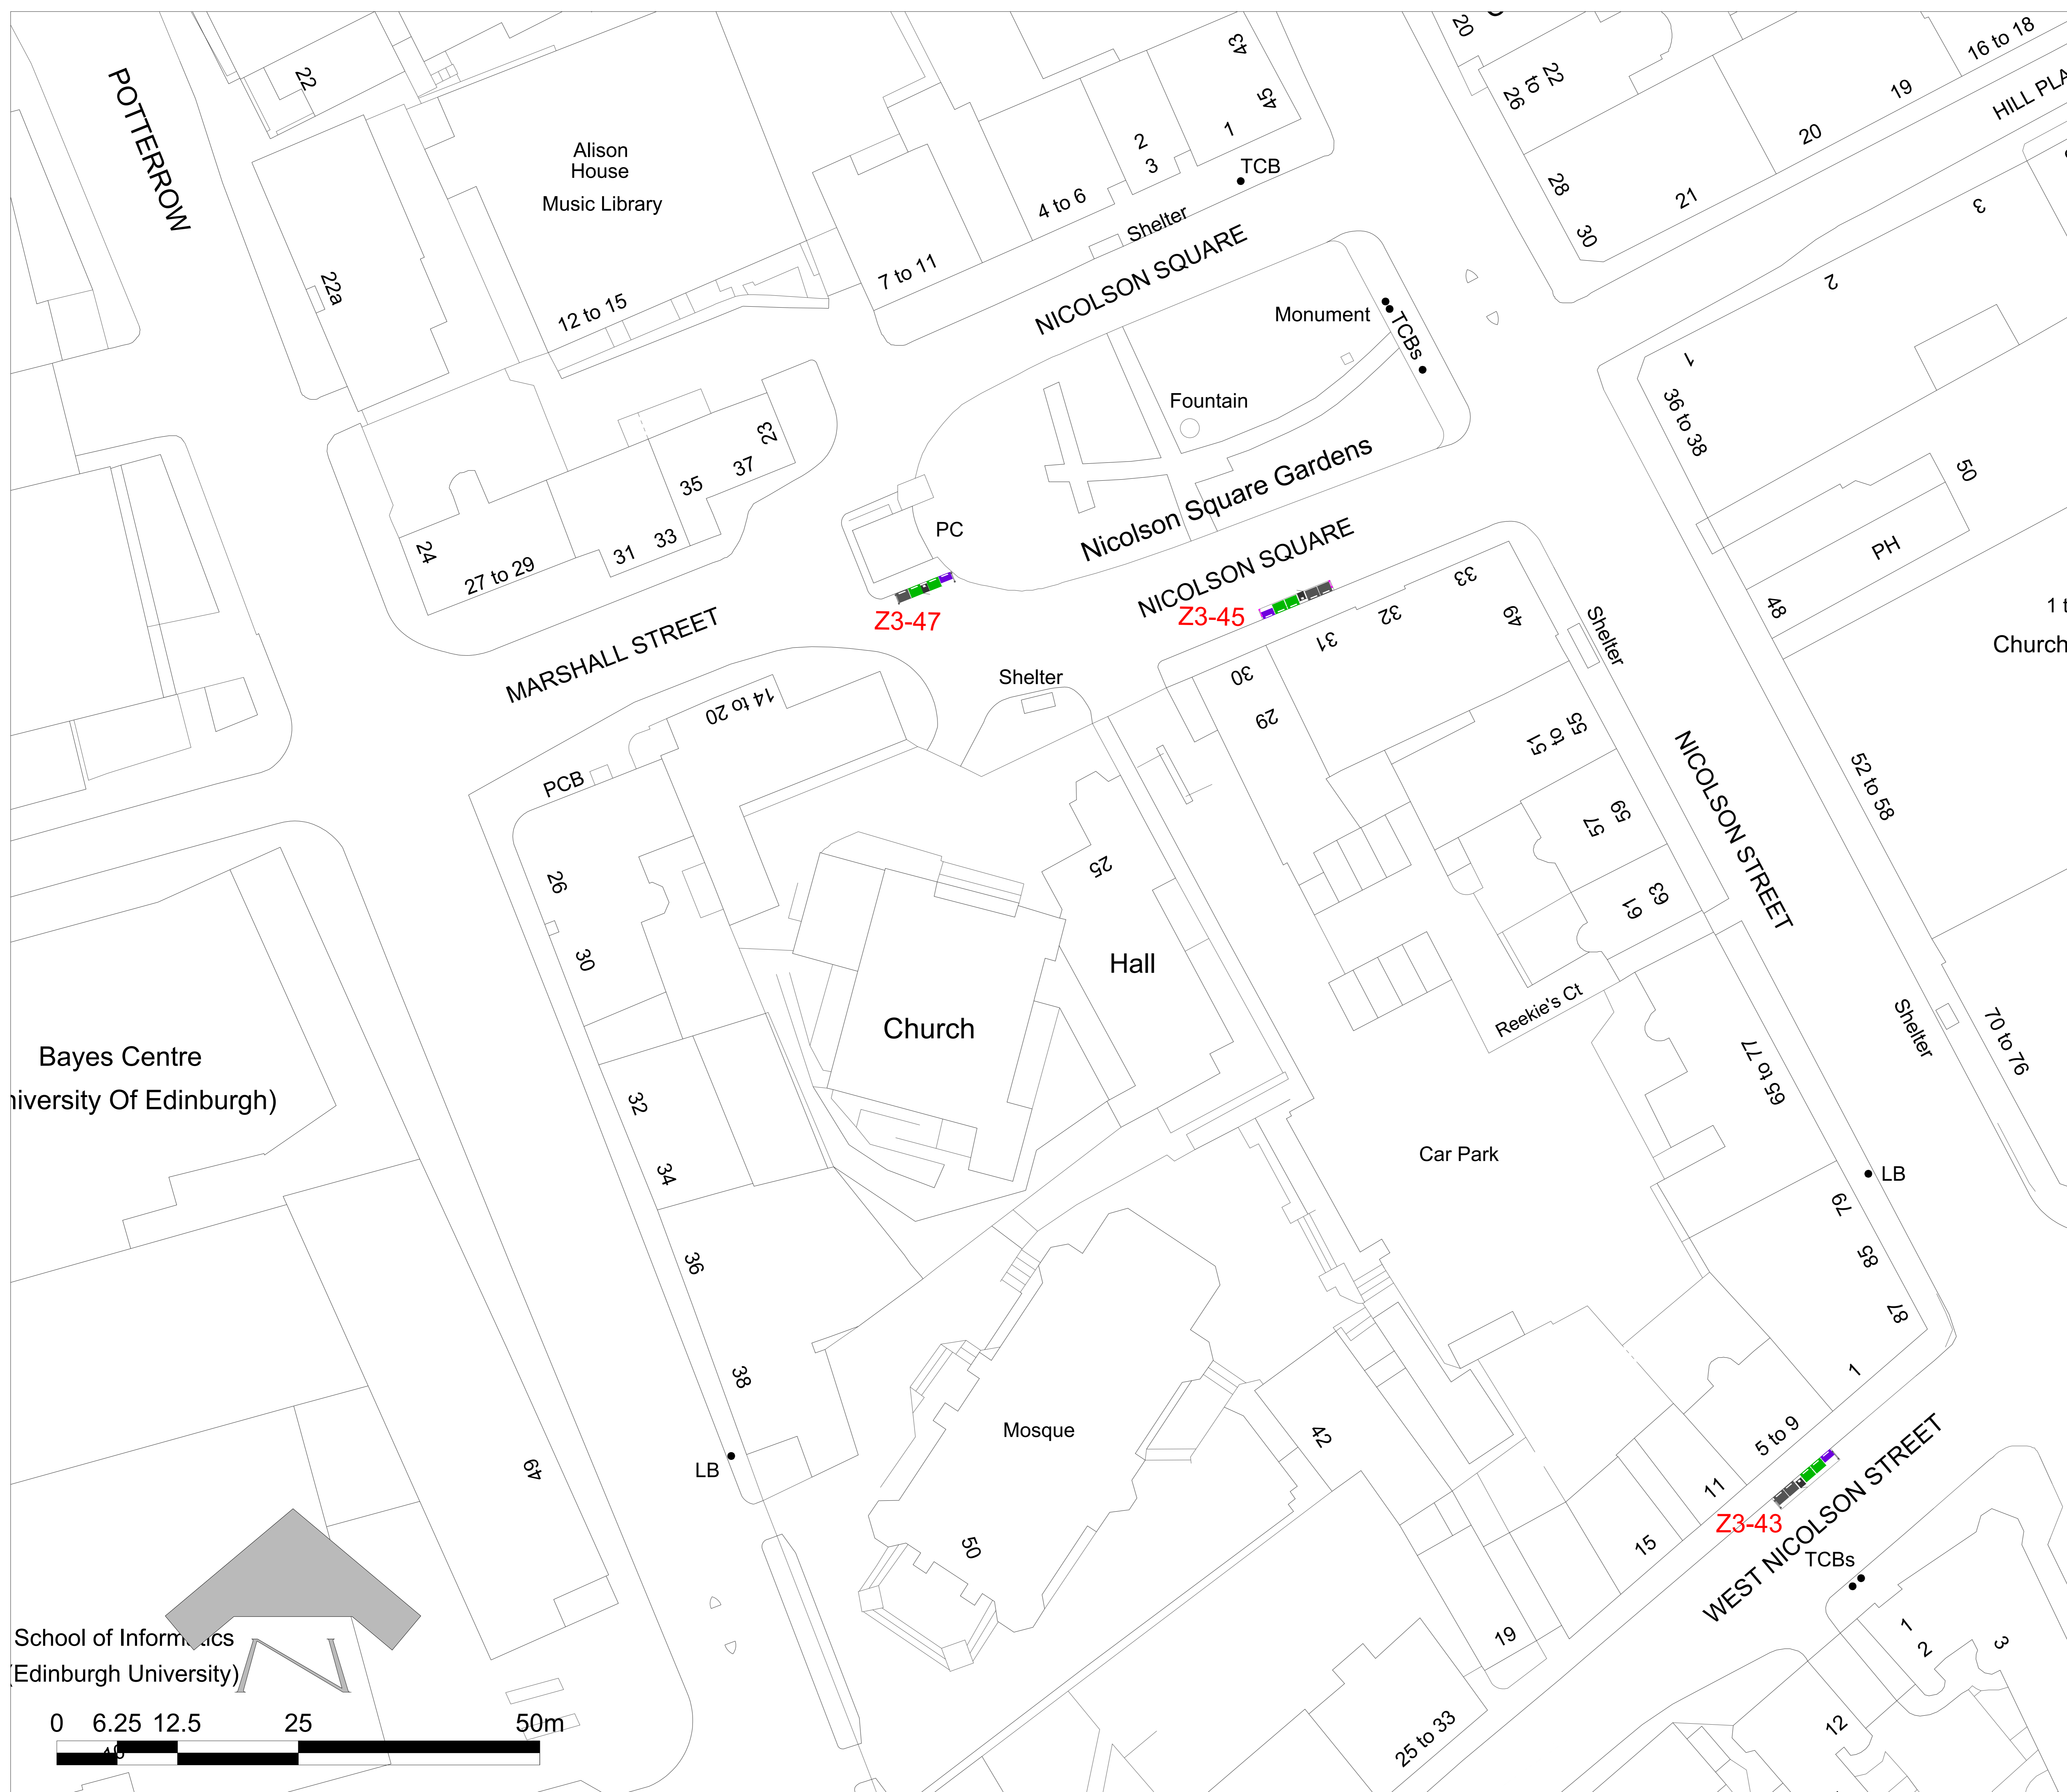 POTTERROW
22
22a
Alison
House
Music Library
12 to 15
7 to 11
4 to 6
2
3
1
43
45
TCB
Shelter
NICOLSON SQUARE
20
22
to
26
28
30
16 to 18
19
20
21
HILL PLA
3
2
1
36 to 38
50
PH
48
1 t
Church
Monument
TCBs
Fountain
Nicolson Square Gardens
PC
Z3-47
24
27 to 29
31
33
35
37
23
MARSHALL STREET
NICOLSON SQUARE
Z3-45
30
29
31
32
33
49
Shelter
55
to
51
59
57
63
61
NICOLSON STREET
52 to 58
Shelter
70 to 76
Shelter
14 to 20
PCB
26
30
25
Hall
Church
Reekie's Ct
65 to 77
Car Park
LB
79
85
87
1
5 to 9
11
15
19
25 to 33
WEST NICOLSON STREET
Z3-43
TCBs
1
2
3
12
Bayes Centre
niversity Of Edinburgh)
32
34
36
38
LB
49
Mosque
50
42
School of Informatics
(Edinburgh University)
0 6.25 12.5 25 50m